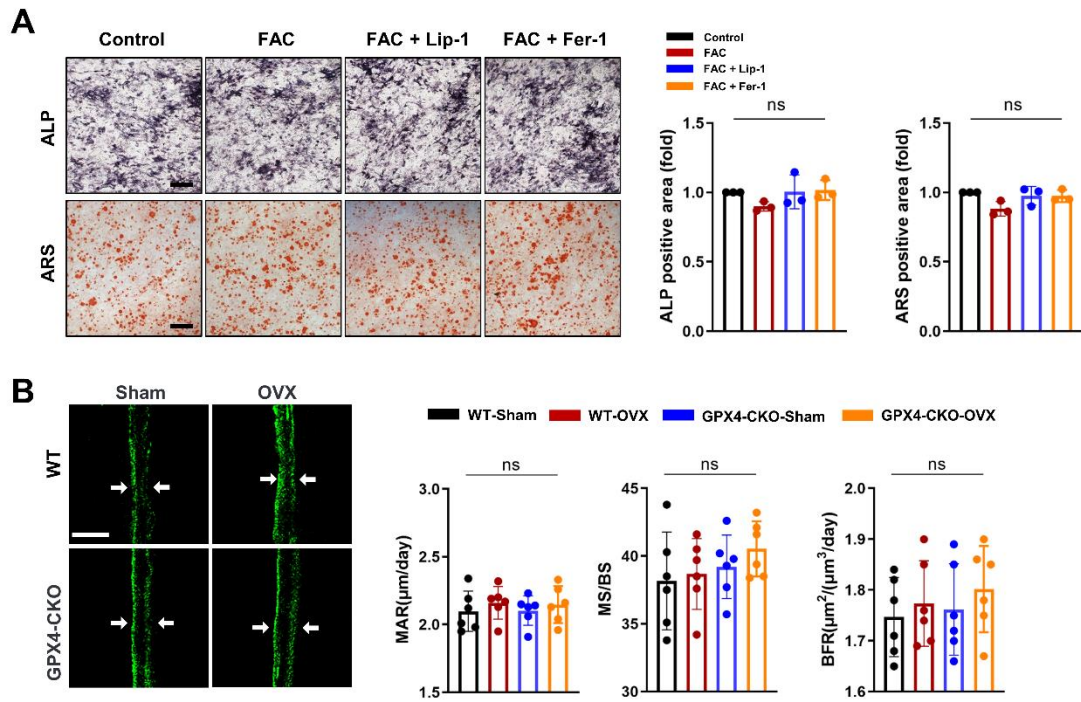 A
Control FAC FAC + Lip-1 FAC + Fer-1
ALP
ARS
Control
FAC
FAC + Lip-1
FAC + Fer-1
ns
ALP positive area (fold)
1.5
1.0
0.5
0.0
ns
ARS positive area (fold)
1.5
1.0
0.5
0.0
B
Sham OVX
WT
GPX4-CKO
WT-Sham WT-OVX GPX4-CKO-Sham GPX4-CKO-OVX
ns
MAR(μm/day)
3.0
2.5
2.0
1.5
ns
MS/BS
45
40
35
30
ns
BFR(μm²/(μm³/day)
2.0
1.9
1.8
1.7
1.6